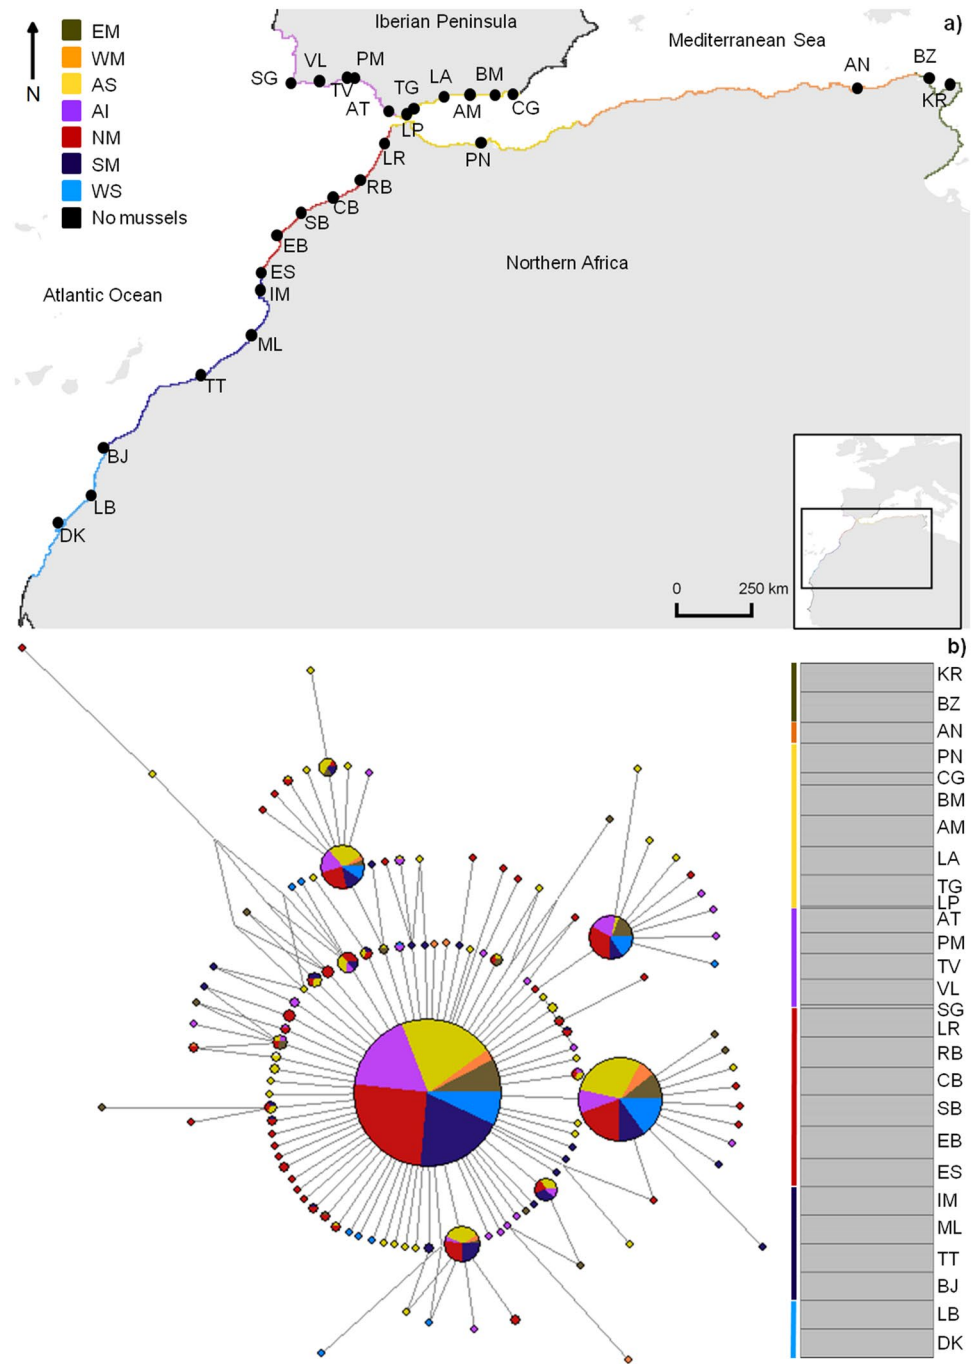 Iberian Peninsula
a)
Mediterranean Sea
EM
WM
AS
AI
NM
SM
WS
No mussels
N
SG
VL
TV
PM
AT
TG
LP
LA
AM
BM
CG
AN
BZ
KR
PN
LR
RB
CB
SB
EB
ES
IM
ML
TT
BJ
LB
DK
Northern Africa
Atlantic Ocean
0 250 km
b)
KR
BZ
AN
PN
CG
BM
AM
LA
TG
LP
AT
PM
TV
VL
SG
LR
RB
CB
SB
EB
ES
IM
ML
TT
BJ
LB
DK